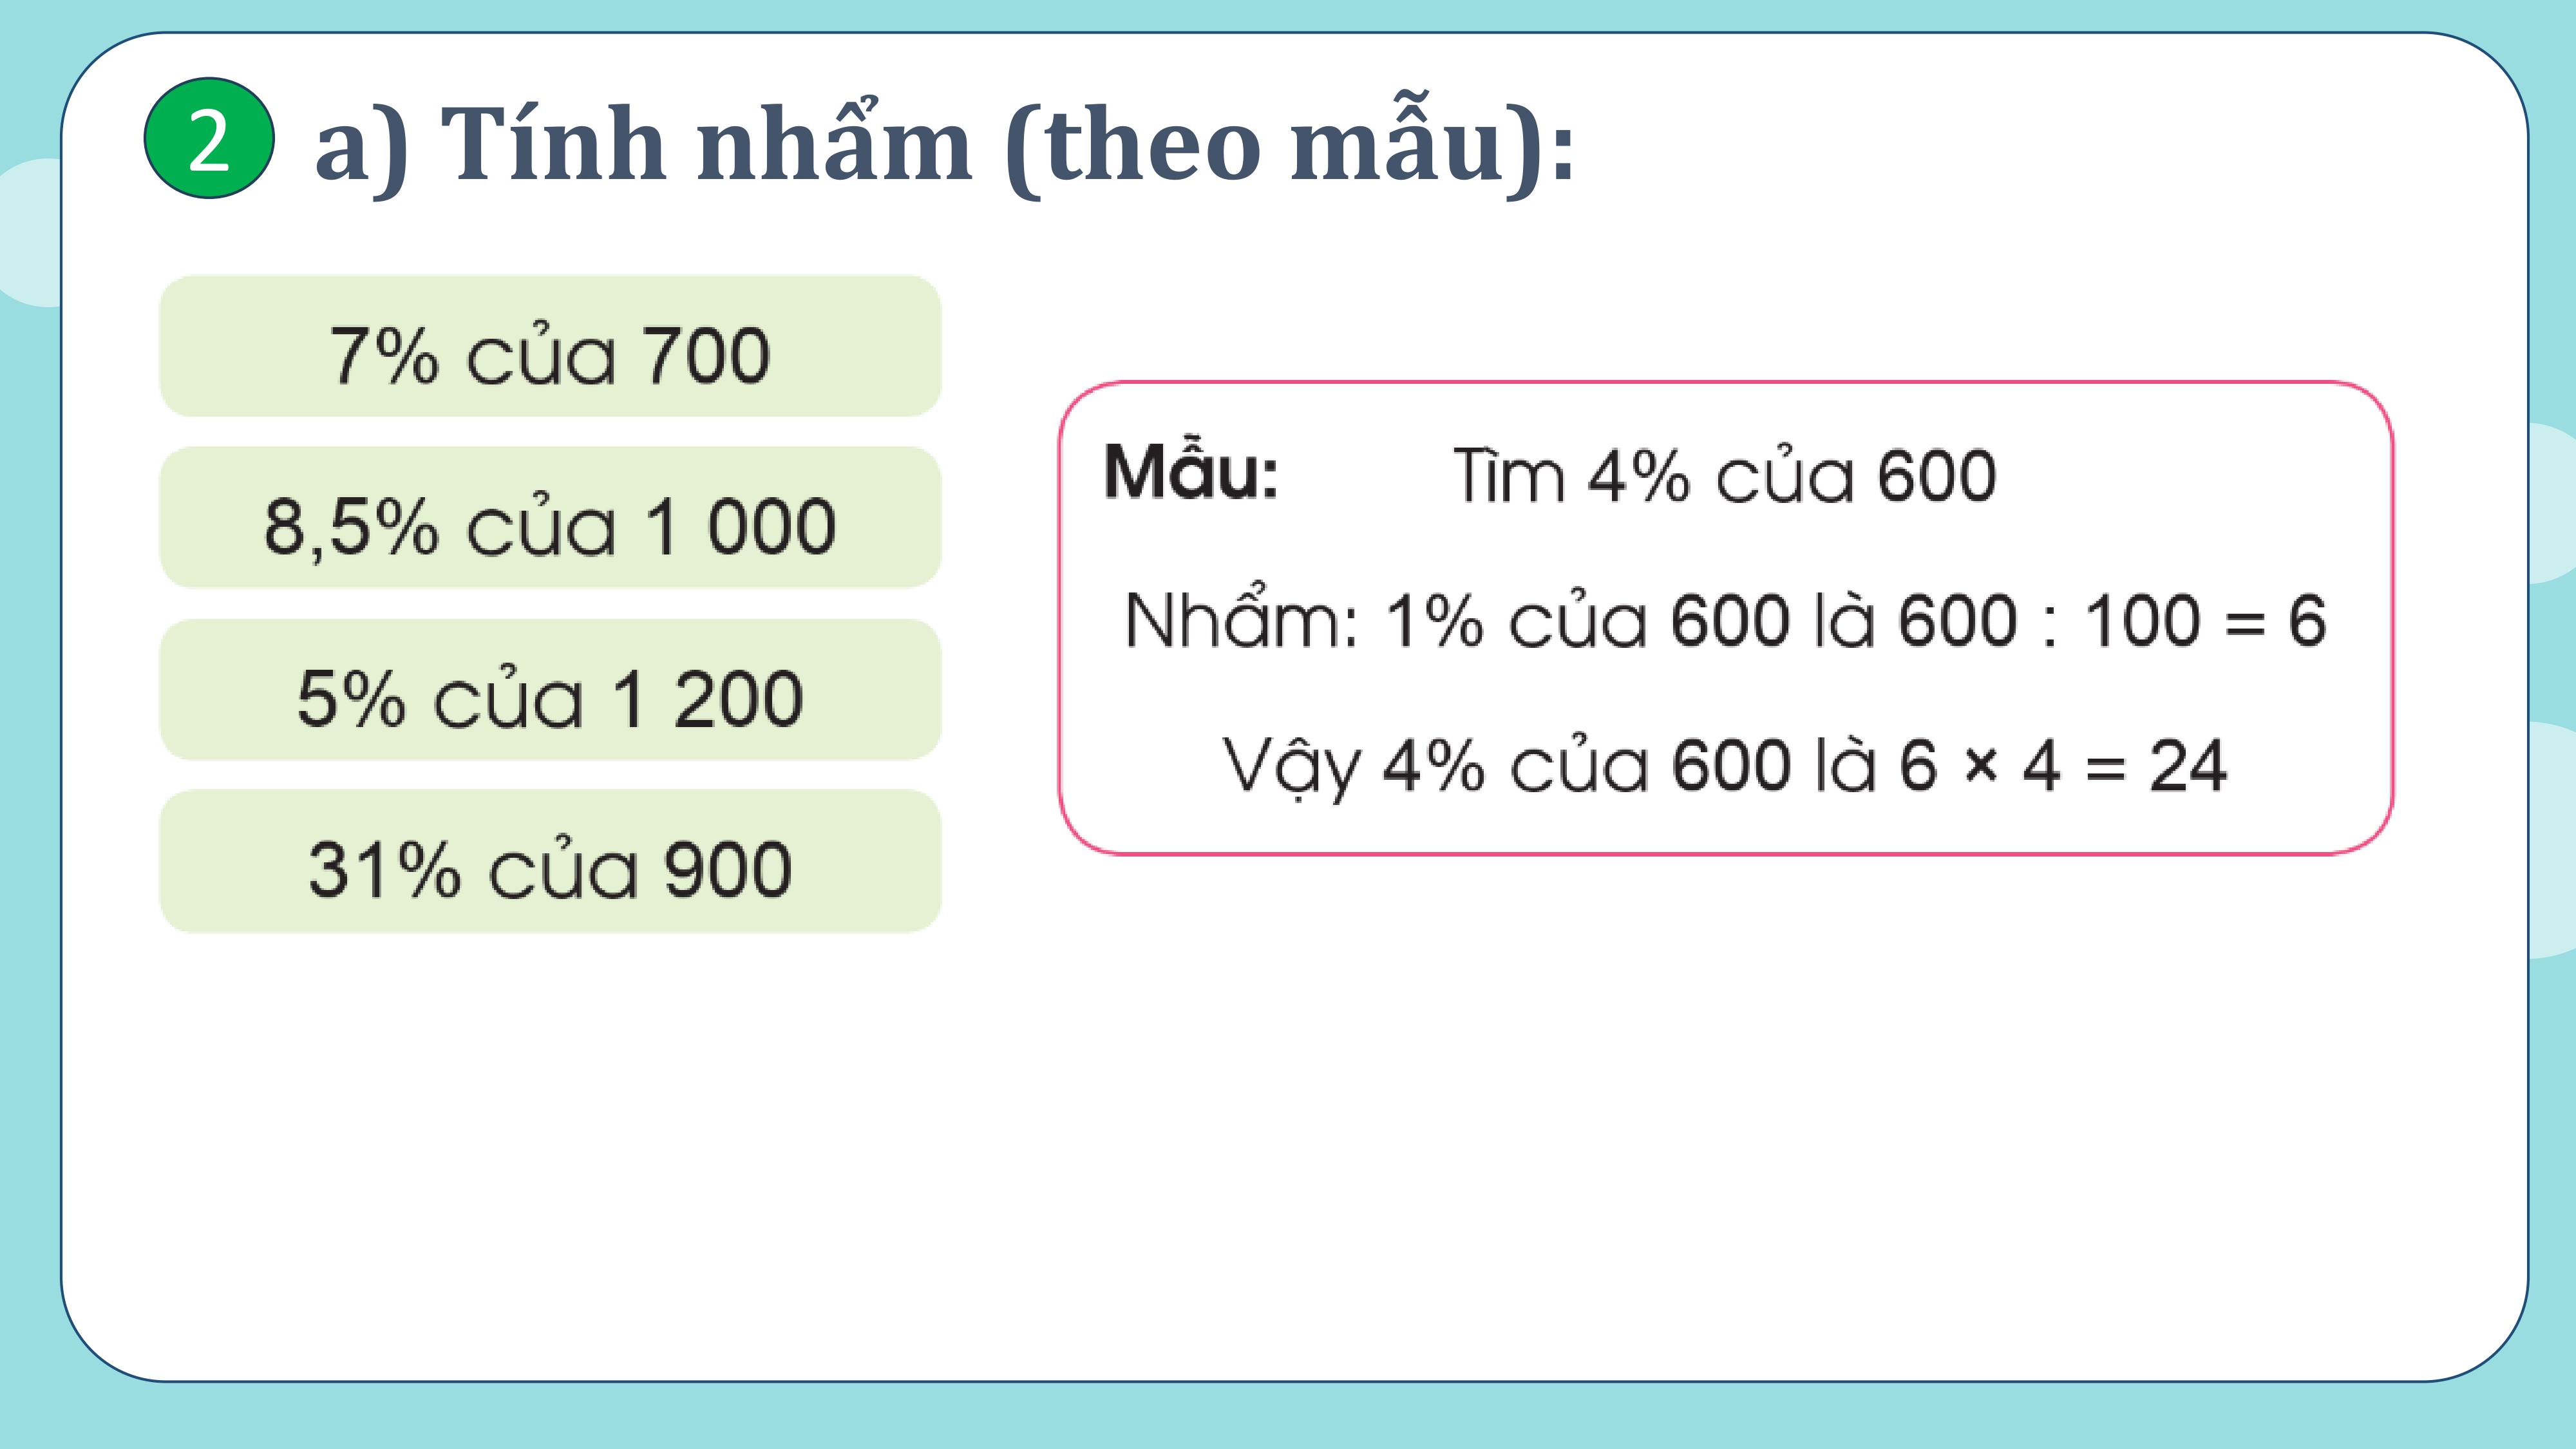 2
a) Tính nhẩm (theo mẫu):
7% của 700
8,5% của 1 000
5% của 1 200
31% của 900
Mẫu: Tìm 4% của 600
Nhẩm: 1% của 600 là 600 : 100 = 6
Vậy 4% của 600 là 6 × 4 = 24